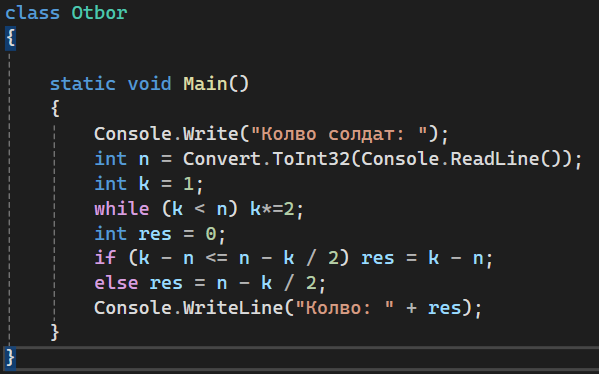 class Otbor
{
static void Main()
{
Console.Write("Колво солдат: ");
int n = Convert.ToInt32(Console.ReadLine());
int k = 1;
while (k < n) k*=2;
int res = 0;
if (k - n <= n - k / 2) res = k - n;
else res = n - k / 2;
Console.WriteLine("Колво: " + res);
}
}